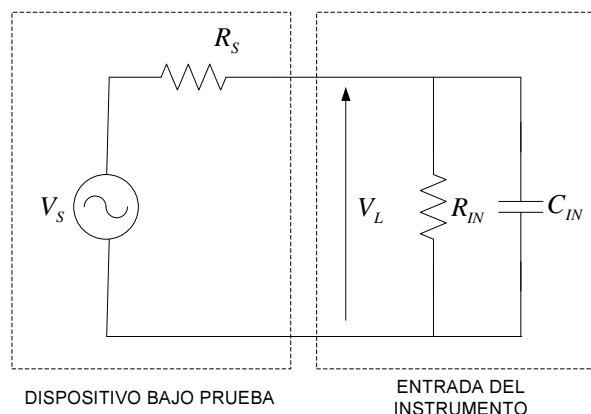 R_S
V_S
V_L
R_IN
C_IN
DISPOSITIVO BAJO PRUEBA
ENTRADA DEL
INSTRUMENTO